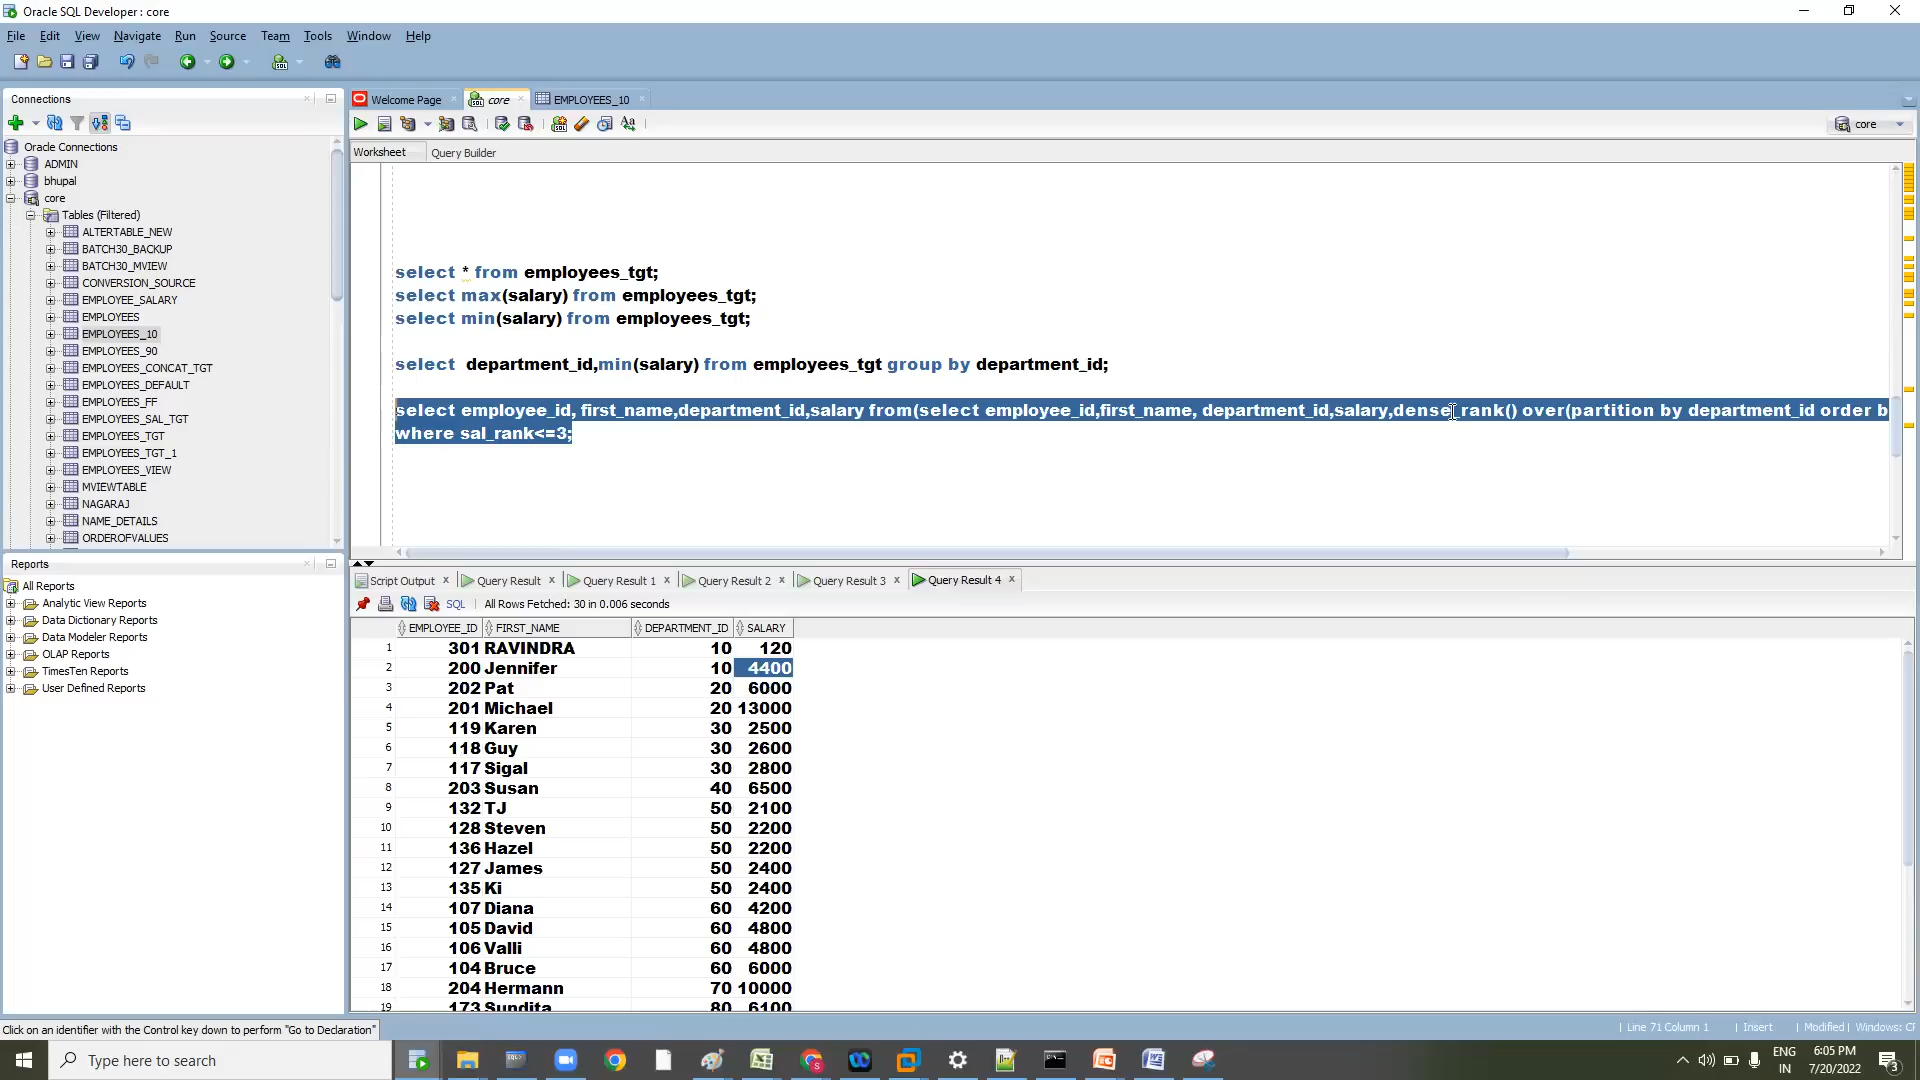 Oracle SQL Developer : core
File Edit View Navigate Run Source Team Tools Window Help
Connections
Oracle Connections
ADMIN
bhupal
core
Tables (Filtered)
ALTERTABLE_NEW
BATCH30_BACKUP
BATCH30_MVIEW
CONVERSION_SOURCE
EMPLOYEE_SALARY
EMPLOYEES
EMPLOYEES_10
EMPLOYEES_90
EMPLOYEES_CONCAT_TGT
EMPLOYEES_DEFAULT
EMPLOYEES_FF
EMPLOYEES_SAL_TGT
EMPLOYEES_TGT
EMPLOYEES_TGT_1
EMPLOYEES_VIEW
MVIEWTABLE
NAGARAJ
NAME_DETAILS
ORDEROFVALUES
Reports
All Reports
Analytic View Reports
Data Dictionary Reports
Data Modeler Reports
OLAP Reports
TimesTen Reports
User Defined Reports
Welcome Page core EMPLOYEES_10
core
Worksheet Query Builder
select * from employees_tgt;
select max(salary) from employees_tgt;
select min(salary) from employees_tgt;
select department_id,min(salary) from employees_tgt group by department_id;
select employee_id, first_name,department_id,salary from(select employee_id,first_name, department_id,salary,dense_rank() over(partition by department_id order b
where sal_rank<=3;
Script Output Query Result Query Result 1 Query Result 2 Query Result 3 Query Result 4
SQL All Rows Fetched: 30 in 0.006 seconds
EMPLOYEE_ID FIRST_NAME DEPARTMENT_ID SALARY
1 301 RAVINDRA 10 120
2 200 Jennifer 10 4400
3 202 Pat 20 6000
4 201 Michael 20 13000
5 119 Karen 30 2500
6 118 Guy 30 2600
7 117 Sigal 30 2800
8 203 Susan 40 6500
9 132 TJ 50 2100
10 128 Steven 50 2200
11 136 Hazel 50 2200
12 127 James 50 2400
13 135 Ki 50 2400
14 107 Diana 60 4200
15 105 David 60 4800
16 106 Valli 60 4800
17 104 Bruce 60 6000
18 204 Hermann 70 10000
19 173 Sundita 80 6100
Click on an identifier with the Control key down to perform "Go to Declaration"
Line 71 Column 1 Insert Modified Windows: CF
Type here to search
ENG
IN
6:05 PM
7/20/2022
3